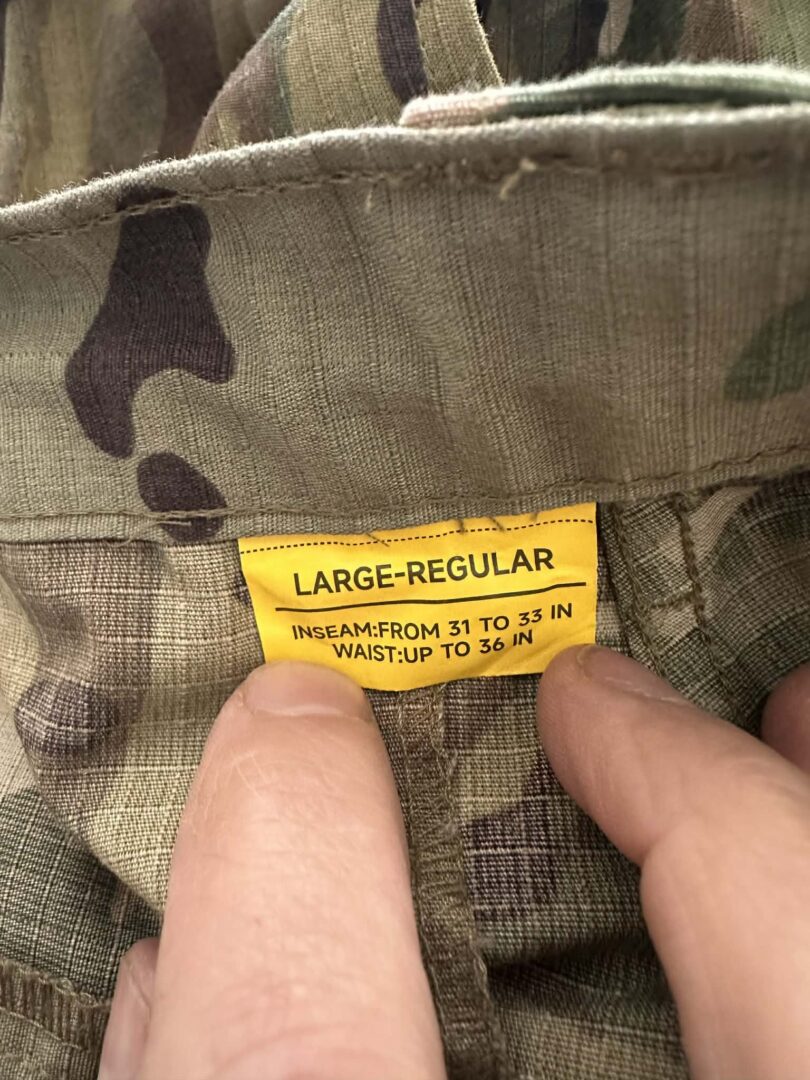 LARGE-REGULAR
INSEAM:FROM 31 TO 33 IN
WAIST:UP TO 36 IN